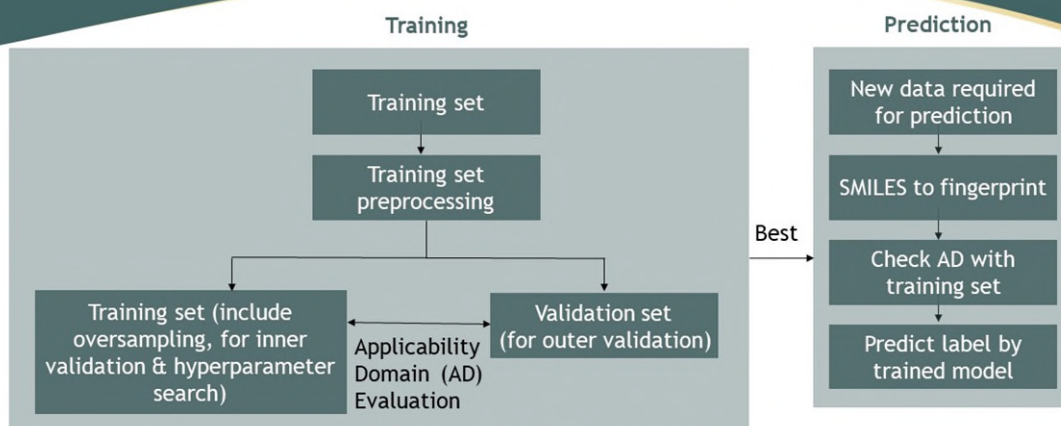 Training
Training set
Training set
preprocessing
Training set (include
oversampling, for inner
validation & hyperparameter
search)
Applicability
Domain (AD)
Evaluation
Validation set
(for outer validation)
Best
Prediction
New data required
for prediction
SMILES to fingerprint
Check AD with
training set
Predict label by
trained model